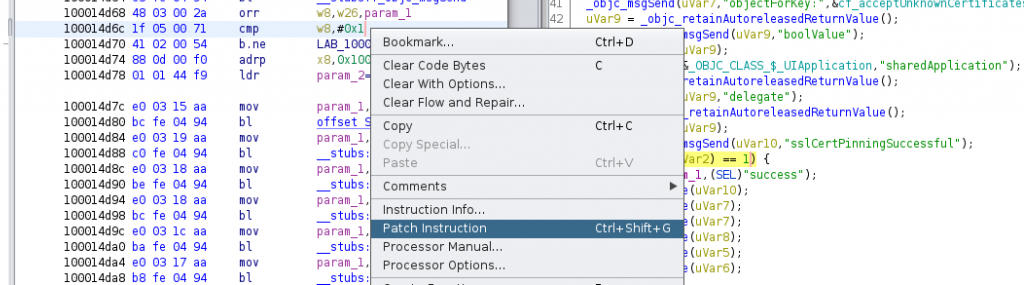 100014d68 48 03 00 2a orr w8,w26,param_1
100014d6c 1f 05 00 71 cmp w8,#0x1
100014d70 41 02 00 54 b.ne LAB_1000
100014d74 88 0d 00 f0 adrp x8,0x100
100014d78 01 01 44 f9 ldr param_2=
100014d7c e0 03 15 aa mov param_1,
100014d80 bc fe 04 94 bl offset S
100014d84 e0 03 19 aa mov param_1,
100014d88 c0 fe 04 94 bl __stubs:
100014d8c e0 03 18 aa mov param_1,
100014d90 be fe 04 94 bl __stubs:
100014d94 e0 03 18 aa mov param_1,
100014d98 bc fe 04 94 bl __stubs:
100014d9c e0 03 1c aa mov param_1,
100014da0 ba fe 04 94 bl __stubs:
100014da4 e0 03 17 aa mov param_1,
100014da8 b8 fe 04 94 bl __stubs:
Bookmark... Ctrl+D
Clear Code Bytes C
Clear With Options...
Clear Flow and Repair...
Copy Ctrl+C
Copy Special...
Paste Ctrl+V
Comments
Instruction Info...
Patch Instruction Ctrl+Shift+G
Processor Manual...
Processor Options...
41 _objc_msgSend(uVar7,"objectForKey:",&cf_acceptUnknownCertificate
42 uVar9 = _objc_retainAutoreleasedReturnValue();
msgSend(uVar9,"boolValue");
(uVar9);
&_OBJC_CLASS_$_UIApplication,"sharedApplication");
retainAutoreleasedReturnValue();
uVar9,"delegate");
_retainAutoreleasedReturnValue();
(uVar9);
msgSend(uVar10,"sslCertPinningSuccessful");
Var2) == 1) {
m_1,(SEL)"success");
e(uVar10);
(uVar7);
(uVar7);
(uVar8);
(uVar5);
(uVar6);